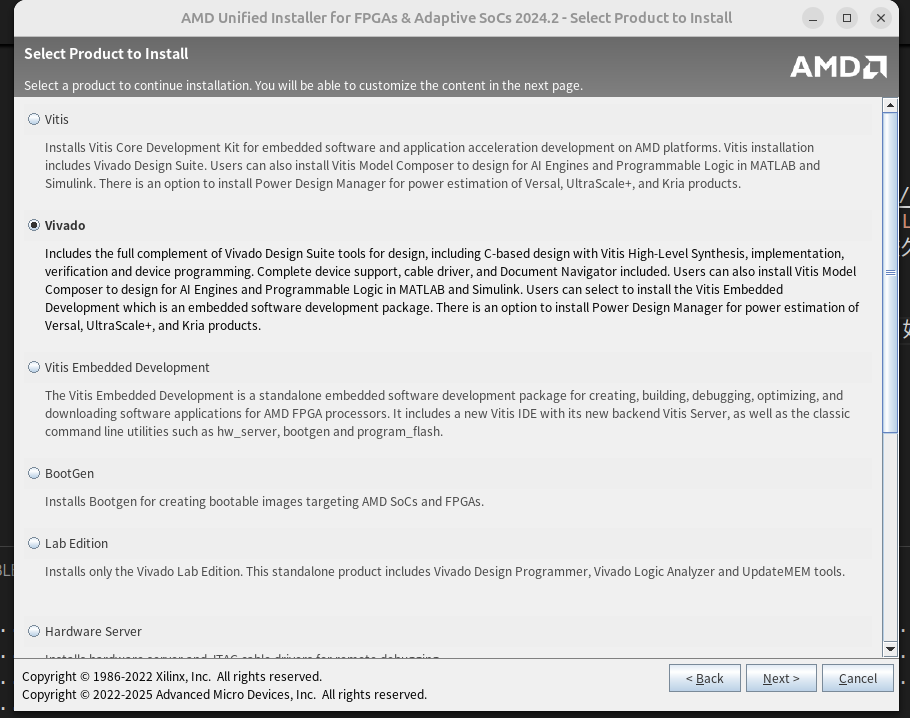 AMD Unified Installer for FPGAs & Adaptive SoCs 2024.2 - Select Product to Install
Select Product to Install
AMD
Select a product to continue installation. You will be able to customize the content in the next page.
Vitis
Installs Vitis Core Development Kit for embedded software and application acceleration development on AMD platforms. Vitis installation
includes Vivado Design Suite. Users can also install Vitis Model Composer to design for AI Engines and Programmable Logic in MATLAB and
Simulink. There is an option to install Power Design Manager for power estimation of Versal, UltraScale+, and Kria products.
Vivado
Includes the full complement of Vivado Design Suite tools for design, including C-based design with Vitis High-Level Synthesis, implementation,
verification and device programming. Complete device support, cable driver, and Document Navigator included. Users can also install Vitis Model
Composer to design for AI Engines and Programmable Logic in MATLAB and Simulink. Users can select to install the Vitis Embedded
Development which is an embedded software development package. There is an option to install Power Design Manager for power estimation of
Versal, UltraScale+, and Kria products.
Vitis Embedded Development
The Vitis Embedded Development is a standalone embedded software development package for creating, building, debugging, optimizing, and
downloading software applications for AMD FPGA processors. It includes a new Vitis IDE with its new backend Vitis Server, as well as the classic
command line utilities such as hw_server, bootgen and program_flash.
BootGen
Installs Bootgen for creating bootable images targeting AMD SoCs and FPGAs.
Lab Edition
Installs only the Vivado Lab Edition. This standalone product includes Vivado Design Programmer, Vivado Logic Analyzer and UpdateMEM tools.
Hardware Server
Installs hardware server and JTAG cable drivers for remote debugging.
Copyright © 1986-2022 Xilinx, Inc. All rights reserved.
Copyright © 2022-2025 Advanced Micro Devices, Inc. All rights reserved.
< Back
Next >
Cancel